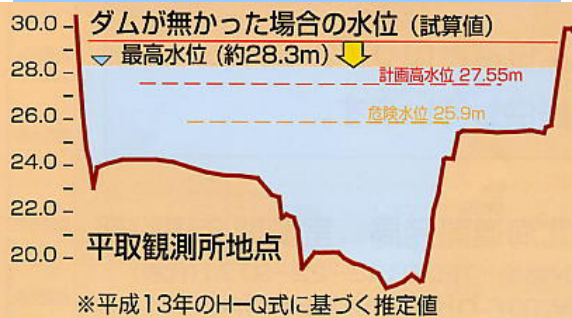 ダムが無かった場合の水位（試算値）
30.0
最高水位（約28.3m）
28.0
計画高水位 27.55m
26.0
危険水位 25.9m
24.0
22.0
20.0
平取観測所地点
※平成13年のH−Q式に基づく推定値